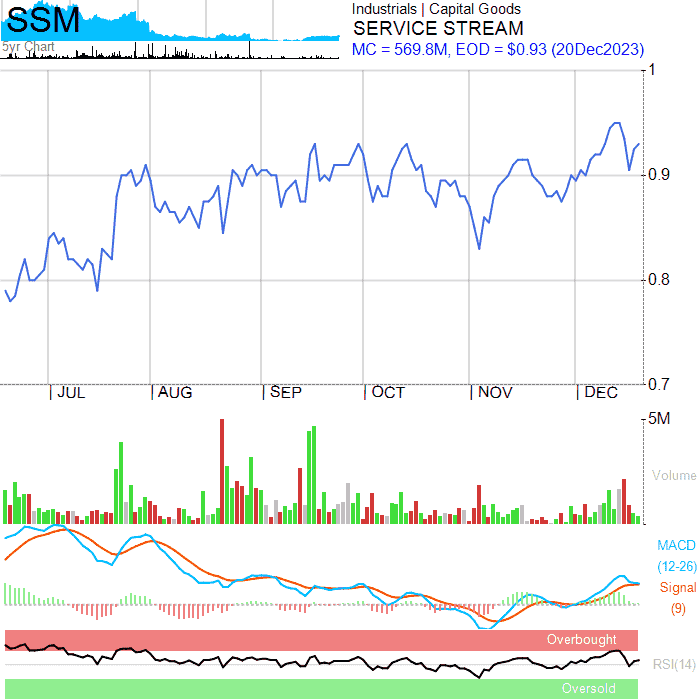 SSM
5yr Chart
Industrials | Capital Goods
SERVICE STREAM
MC = 569.8M, EOD = $0.93 (20Dec2023)
1
0.9
0.8
0.7
JUL AUG SEP OCT NOV DEC
5M
Volume
MACD
(12-26)
Signal
(9)
Overbought
RSI(14)
Oversold